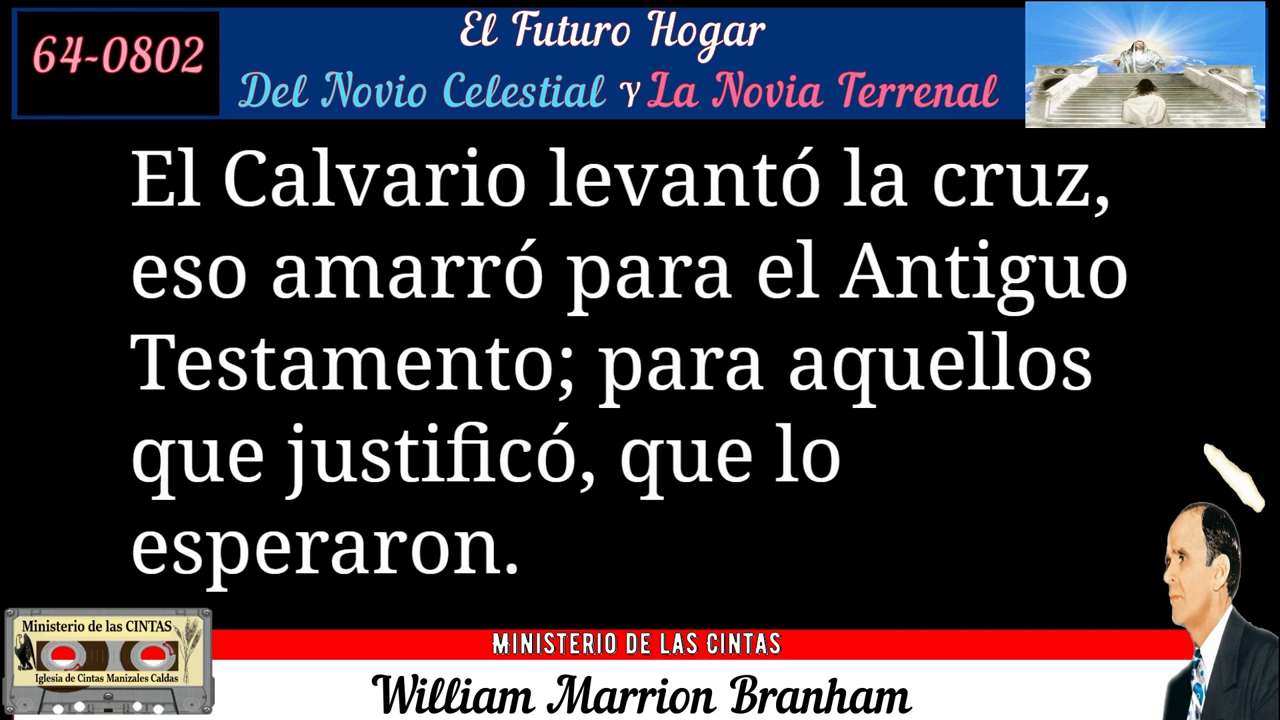 64-0802
El Futuro Hogar
Del Novio Celestial Y La Novia Terrenal
El Calvario levantó la cruz,
eso amarró para el Antiguo
Testamento; para aquellos
que justificó, que lo
esperaron.
Ministerio de las CINTAS
Iglesia de Cintas Manizales Caldas
MINISTERIO DE LAS CINTAS
William Marrion Branham